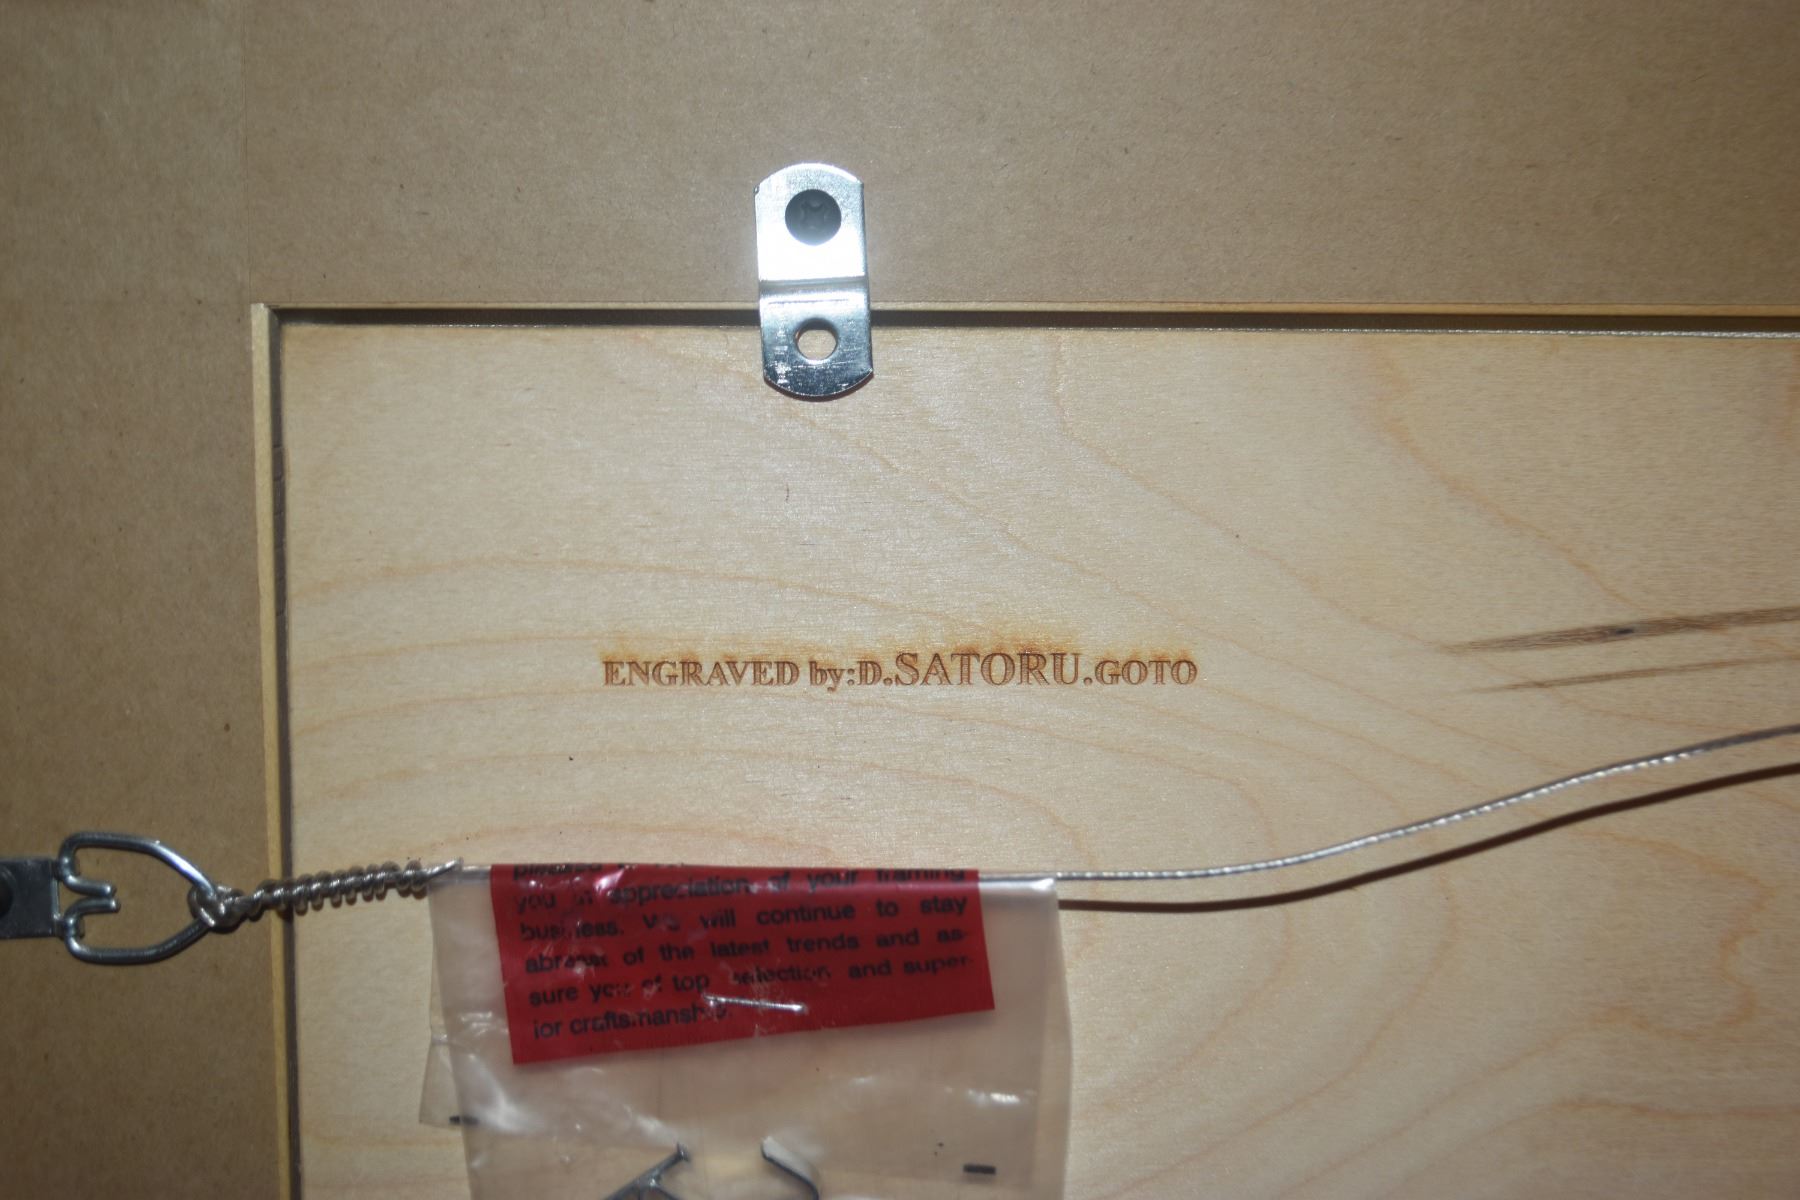 ENGRAVED by:D.SATORU.GOTO
you in appreciation of your framing
business. We will continue to stay
abreast of the latest trends and as-
sure you of top selection and super-
ior craftsmanship.